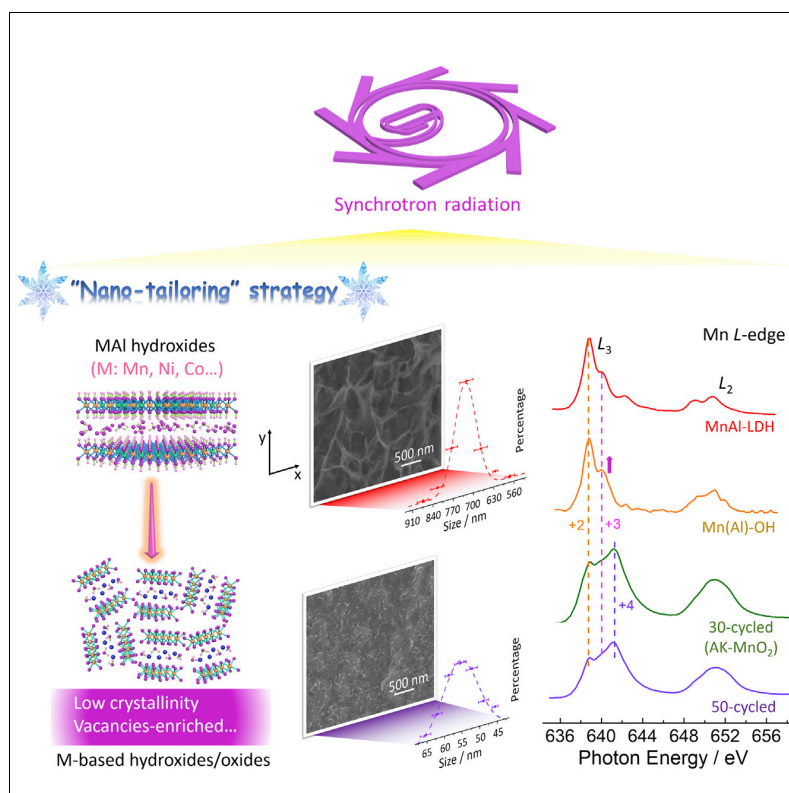 Synchrotron radiation
"Nano-tailoring" strategy
MAl hydroxides
(M: Mn, Ni, Co...)
y
x
Low crystallinity
Vacancies-enriched...
M-based hydroxides/oxides
500 nm
Percentage
910 840 770 700 630 560
Size / nm
500 nm
Percentage
65 60 55 50 45
Size / nm
Mn L-edge
L3
L2
MnAl-LDH
+2
+3
Mn(Al)-OH
+4
30-cycled
(AK-MnO2)
50-cycled
636 640 644 648 652 656
Photon Energy / eV